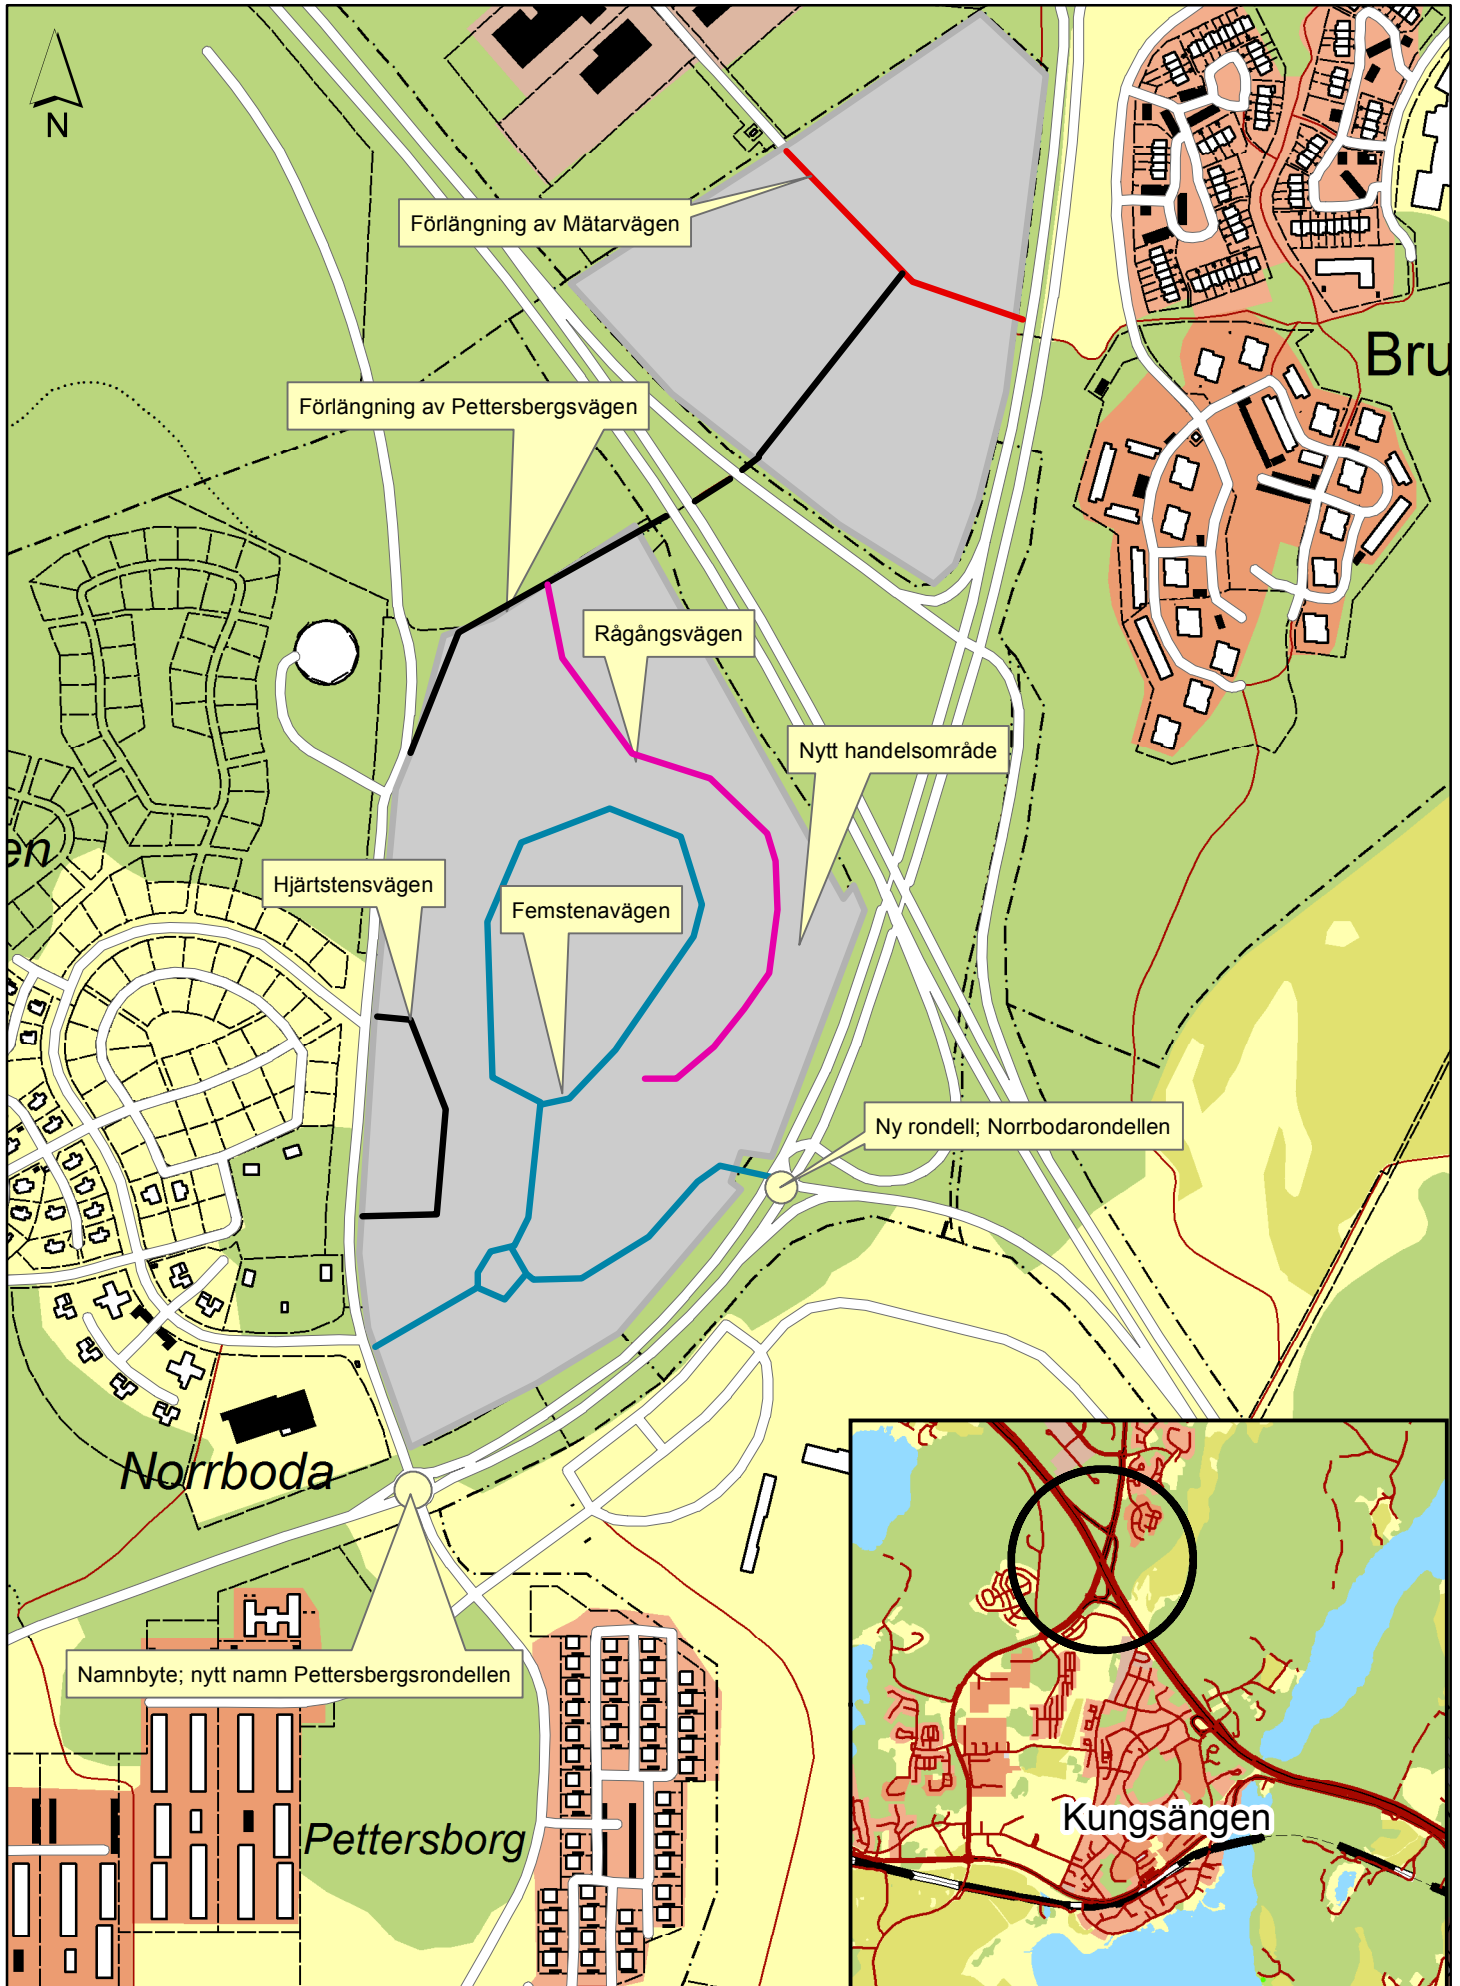 N
Förlängning av Mätarvägen
Bru
Förlängning av Pettersbergsvägen
Rågångsvägen
Nytt handelsområde
en
Hjärtstensvägen
Femstenavägen
Ny rondell; Norrbodarondellen
Norrboda
Namnbyte; nytt namn Pettersbergsrondellen
Kungsängen
Pettersborg